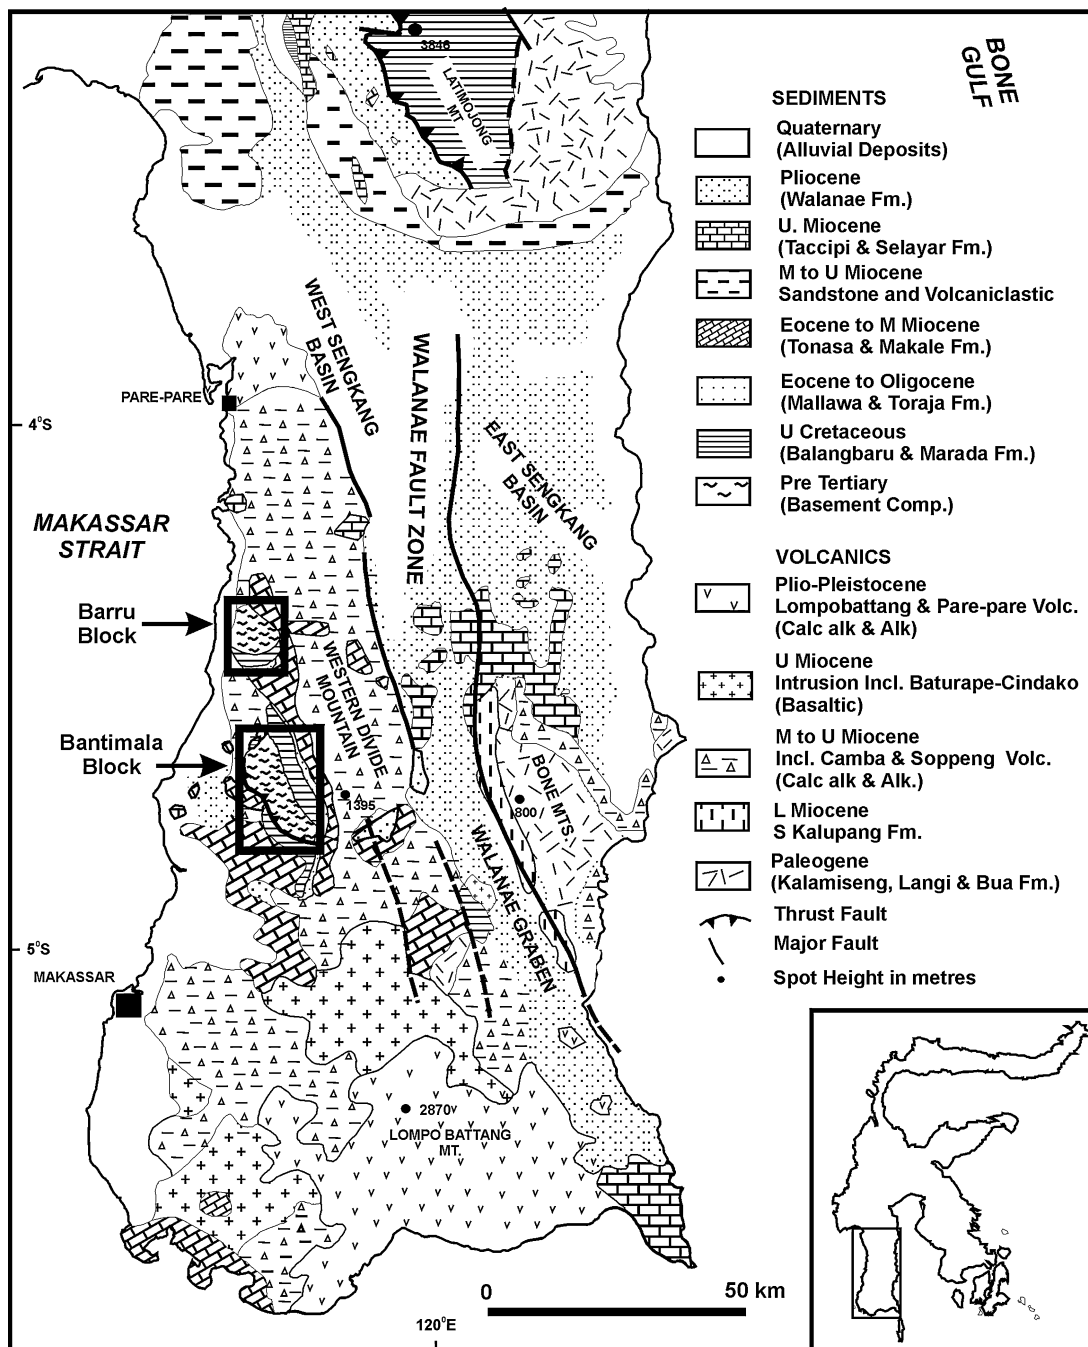 3846
LATIMOJONG
MT
BONE
GULF
WEST SENGKANG
BASIN
WALANAE FAULT ZONE
EAST SENGKANG
BASIN
PARE-PARE
4°S
MAKASSAR
STRAIT
Barru
Block
WESTERN DIVIDE
MOUNTAIN
Bantimala
Block
1395
BONE MTS
800
WALANAE GRABEN
5°S
MAKASSAR
2870
LOMPO BATTANG
MT.
120°E
0
50 km
SEDIMENTS
Quaternary
(Alluvial Deposits)
Pliocene
(Walanae Fm.)
U. Miocene
(Taccipi & Selayar Fm.)
M to U Miocene
Sandstone and Volcaniclastic
Eocene to M Miocene
(Tonasa & Makale Fm.)
Eocene to Oligocene
(Mallawa & Toraja Fm.)
U Cretaceous
(Balangbaru & Marada Fm.)
Pre Tertiary
(Basement Comp.)
VOLCANICS
Plio-Pleistocene
Lompobattang & Pare-pare Volc.
(Calc alk & Alk)
U Miocene
Intrusion Incl. Baturape-Cindako
(Basaltic)
M to U Miocene
Incl. Camba & Soppeng Volc.
(Calc alk & Alk.)
L Miocene
S Kalupang Fm.
Paleogene
(Kalamiseng, Langi & Bua Fm.)
Thrust Fault
Major Fault
Spot Height in metres